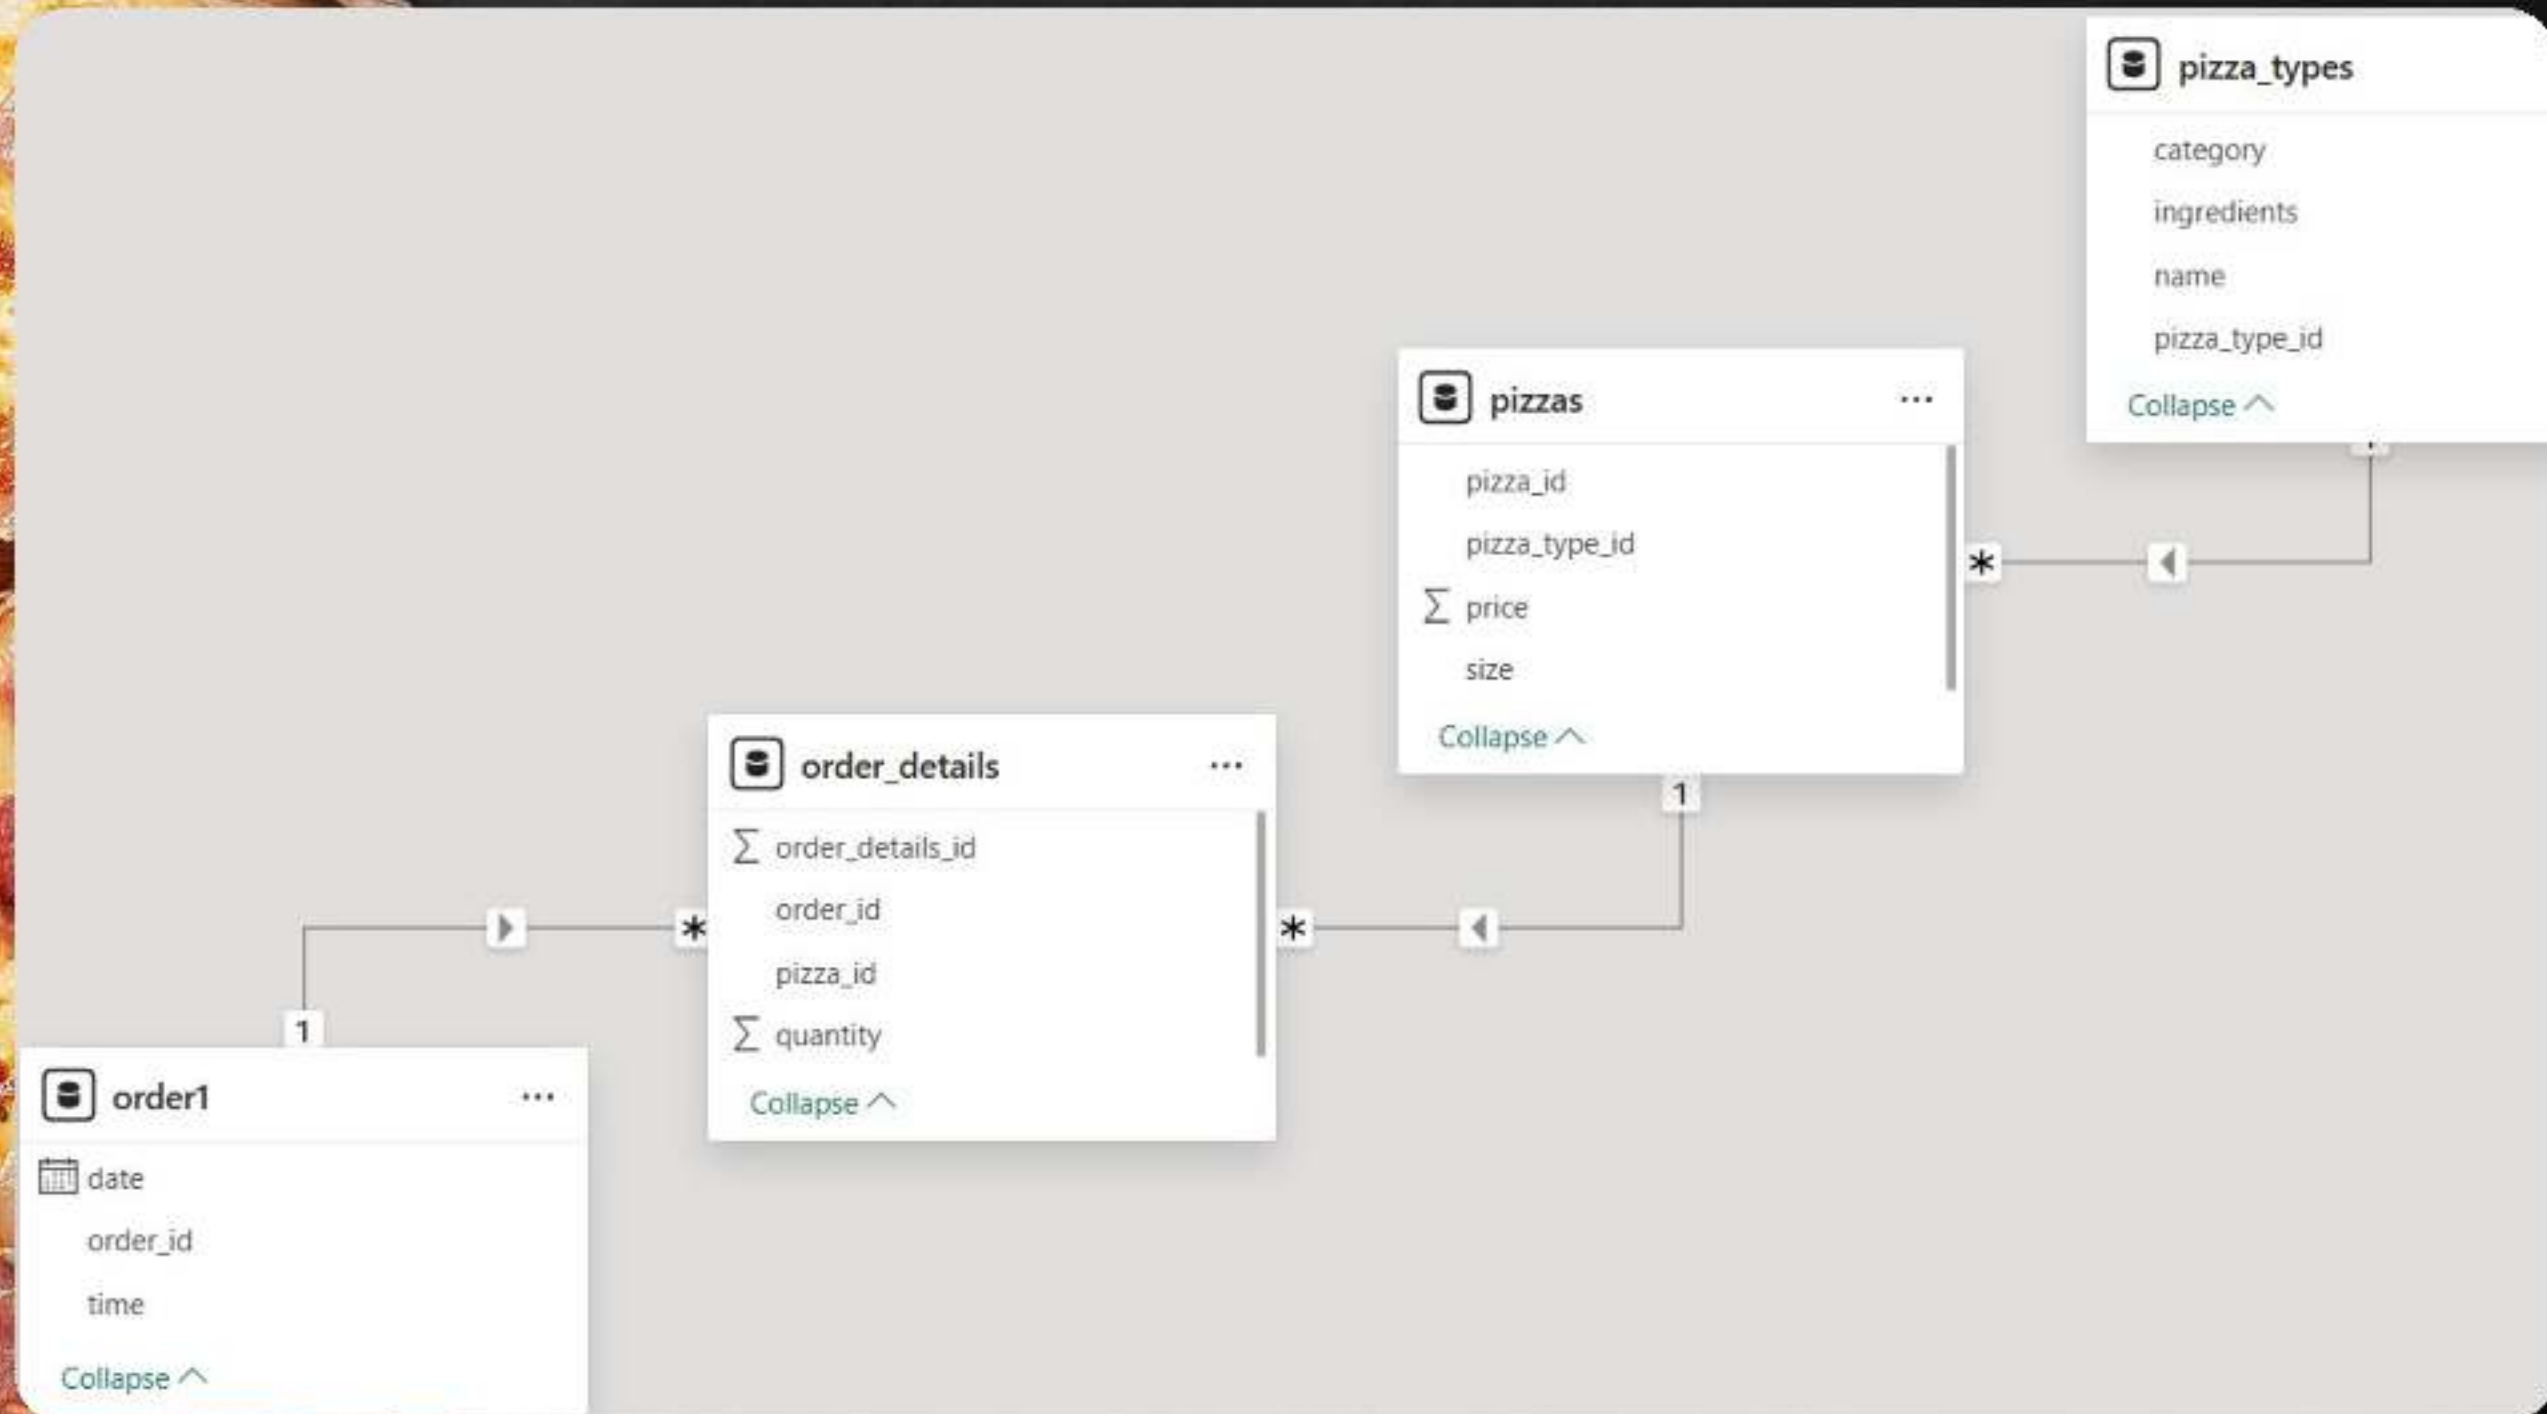 pizza_types
category
ingredients
name
pizza_type_id
Collapse
pizzas
pizza_id
pizza_type_id
Σ price
size
Collapse
*
1
order_details
Σ order_details_id
order_id
pizza_id
Σ quantity
Collapse
*
*
1
order1
date
order_id
time
Collapse